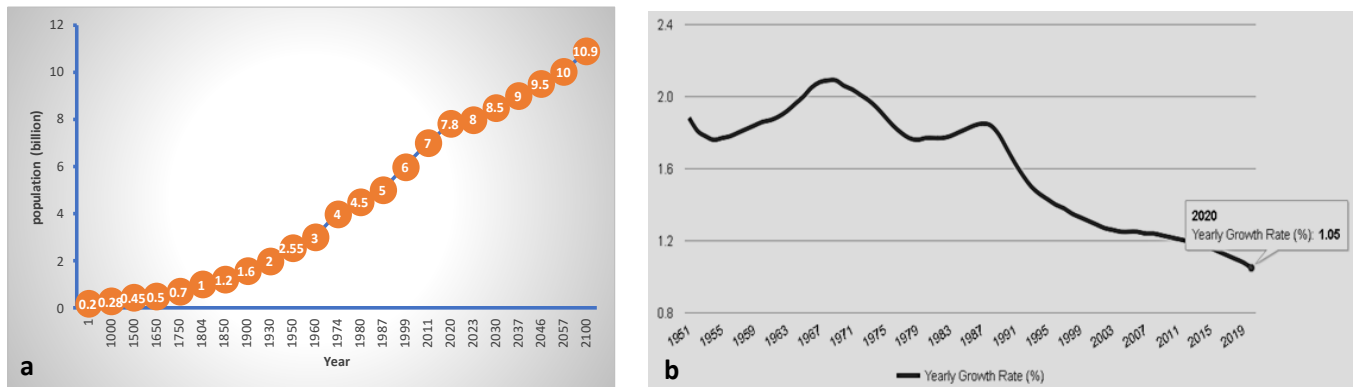 12
10
8
6
4
2
0
population (billion)
0.2 0.28 0.45 0.5 0.7 1 1.2 1.6 2 2.55 3 4 4.5 5 6 7 7.8 8 8.5 9 9.5 10 10.9
1 1000 1500 1650 1750 1804 1850 1900 1930 1950 1960 1974 1980 1987 1999 2011 2020 2023 2030 2037 2046 2057 2100
Year
a
2.4
2.0
1.6
1.2
0.8
2020
Yearly Growth Rate (%): 1.05
1951 1955 1959 1963 1967 1971 1975 1979 1983 1987 1991 1995 1999 2003 2007 2011 2015 2019
Yearly Growth Rate (%)
b